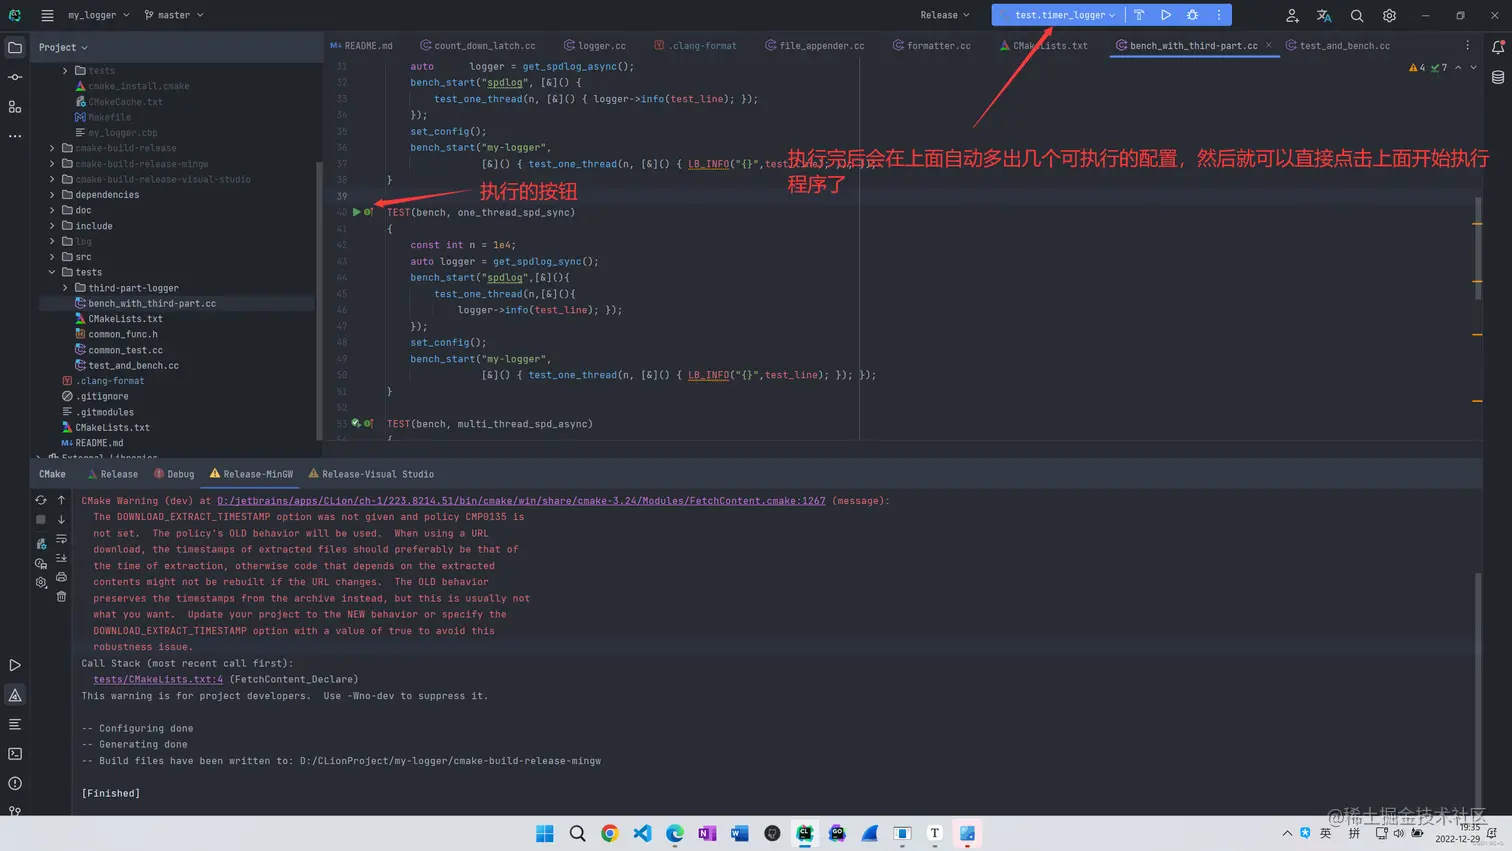 my_logger
master
Release
test.timer_logger
Project
README.md
count_down_latch.cc
logger.cc
.clang-format
file_appender.cc
formatter.cc
CMakeLists.txt
bench_with_third-part.cc
test_and_bench.cc
4 7
tests
cmake_install.cmake
CMakeCache.txt
Makefile
my_logger.cbp
cmake-build-release
cmake-build-release-mingw
cmake-build-release-visual-studio
dependencies
doc
include
log
src
tests
third-part-logger
bench_with_third-part.cc
CMakeLists.txt
common_func.h
common_test.cc
test_and_bench.cc
.clang-format
.gitignore
.gitmodules
CMakeLists.txt
README.md
External Libraries
31 auto logger = get_spdlog_async();
32 bench_start("spdlog", [&]() {
33 test_one_thread(n, [&]() { logger->info(test_line); });
34 });
35 set_config();
36 bench_start("my-logger",
37 [&]() { test_one_thread(n, [&]() { LB_INFO("{}",test_line); }); });
38 }
39
40 TEST(bench, one_thread_spd_sync)
41 {
42 const int n = 1e4;
43 auto logger = get_spdlog_sync();
44 bench_start("spdlog",[&](){
45 test_one_thread(n,[&](){
46 logger->info(test_line); });
47 });
48 set_config();
49 bench_start("my-logger",
50 [&]() { test_one_thread(n, [&]() { LB_INFO("{}",test_line); }); });
51 }
52
53 TEST(bench, multi_thread_spd_async)
54 {
执行的按钮
执行完后会在上面自动多出几个可执行的配置，然后就可以直接点击上面开始执行
程序了
CMake
Release
Debug
Release-MinGW
Release-Visual Studio
CMake Warning (dev) at D:/jetbrains/apps/CLion/ch-1/223.8214.51/bin/cmake/win/share/cmake-3.24/Modules/FetchContent.cmake:1267 (message):
The DOWNLOAD_EXTRACT_TIMESTAMP option was not given and policy CMP0135 is
not set. The policy's OLD behavior will be used. When using a URL
download, the timestamps of extracted files should preferably be that of
the time of extraction, otherwise code that depends on the extracted
contents might not be rebuilt if the URL changes. The OLD behavior
preserves the timestamps from the archive instead, but this is usually not
what you want. Update your project to the NEW behavior or specify the
DOWNLOAD_EXTRACT_TIMESTAMP option with a value of true to avoid this
robustness issue.
Call Stack (most recent call first):
tests/CMakeLists.txt:4 (FetchContent_Declare)
This warning is for project developers. Use -Wno-dev to suppress it.
-- Configuring done
-- Generating done
-- Build files have been written to: D:/CLionProject/my-logger/cmake-build-release-mingw
[Finished]
@稀土掘金技术社区
英 拼
19:35
2022-12-29